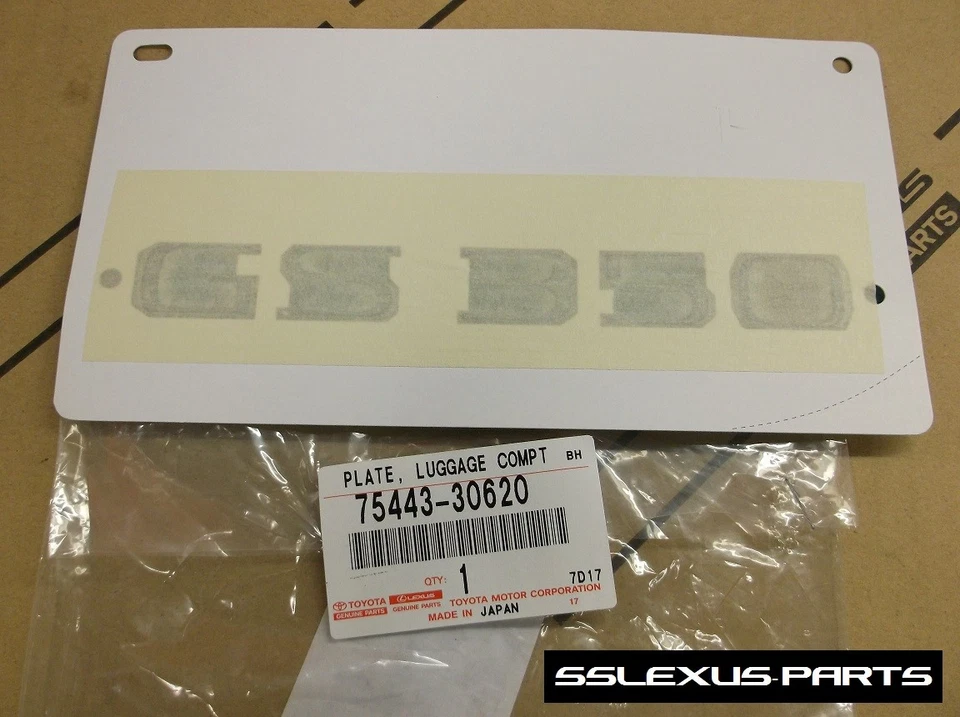 GS 350
PARTS
PLATE, LUGGAGE COMPT BH
75443-30620
QTY: 1
7D17
TOYOTA
GENUINE PARTS
LEXUS
GENUINE PARTS
TOYOTA MOTOR CORPORATION
17
MADE IN JAPAN
SSLEXUS-PARTS